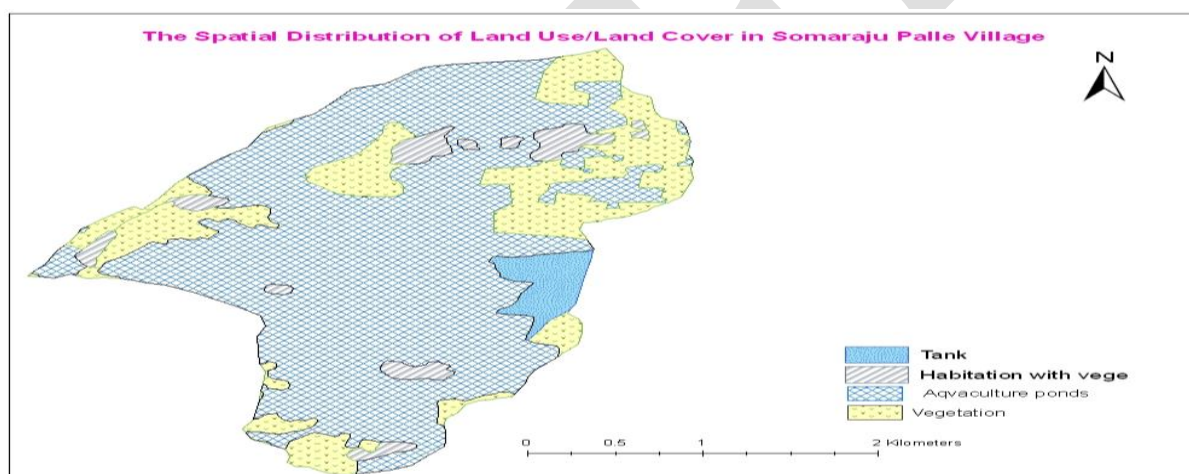 The Spatial Distribution of Land Use/Land Cover in Somaraju Palle Village
N
Tank
Habitation with vege
Aqvaculture ponds
Vegetation
0 0.5 1 2 Kilometers